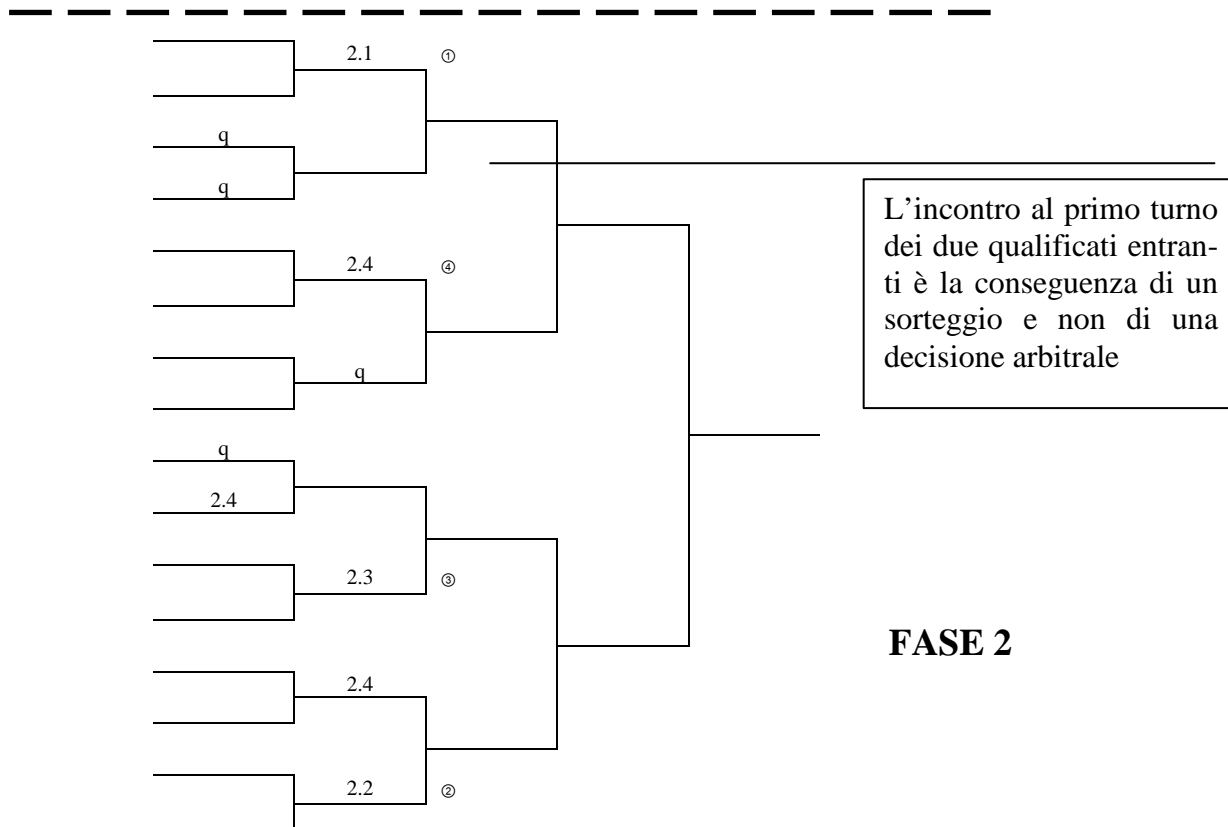 2.1 ①
q
q
2.4 ④
q
q
2.4
2.3 ③
2.4
2.2 ②
L’incontro al primo turno
dei due qualificati entran-
ti è la conseguenza di un
sorteggio e non di una
decisione arbitrale
FASE 2